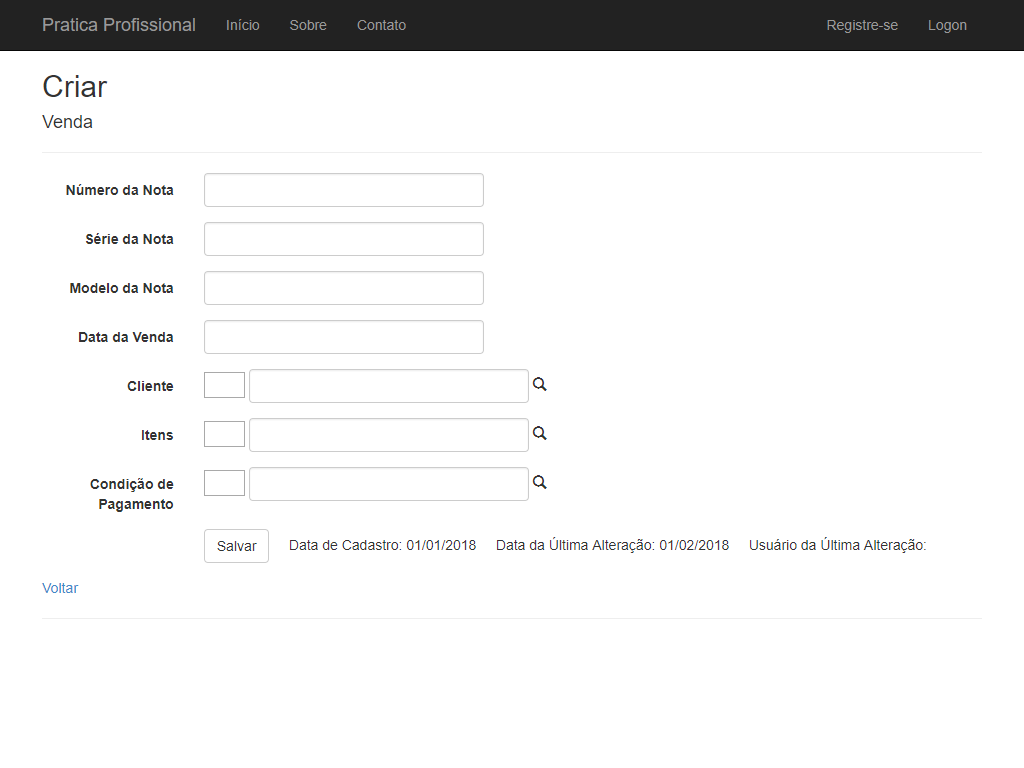 Pratica Profissional Início Sobre Contato Registre-se Logon
Criar
Venda
Número da Nota
Série da Nota
Modelo da Nota
Data da Venda
Cliente
Itens
Condição de
Pagamento
Salvar Data de Cadastro: 01/01/2018 Data da Última Alteração: 01/02/2018 Usuário da Última Alteração:
Voltar